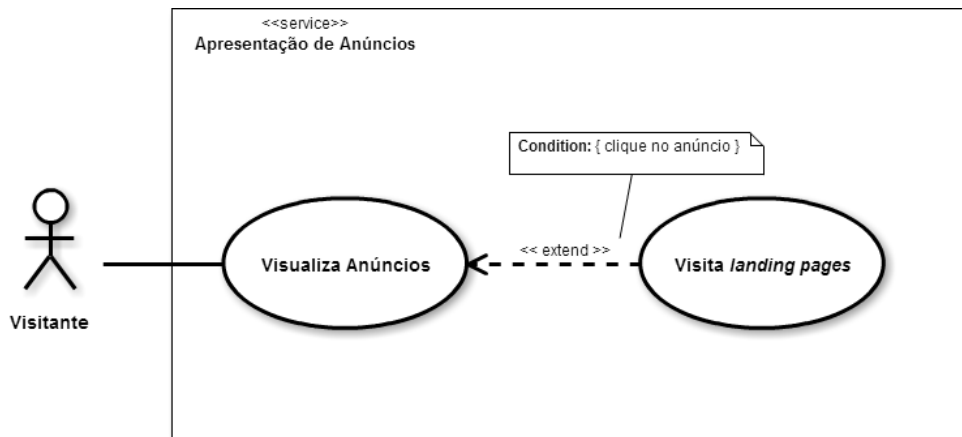 <<service>>
Apresentação de Anúncios
Condition: { clique no anúncio }
Visualiza Anúncios
<< extend >>
Visita landing pages
Visitante